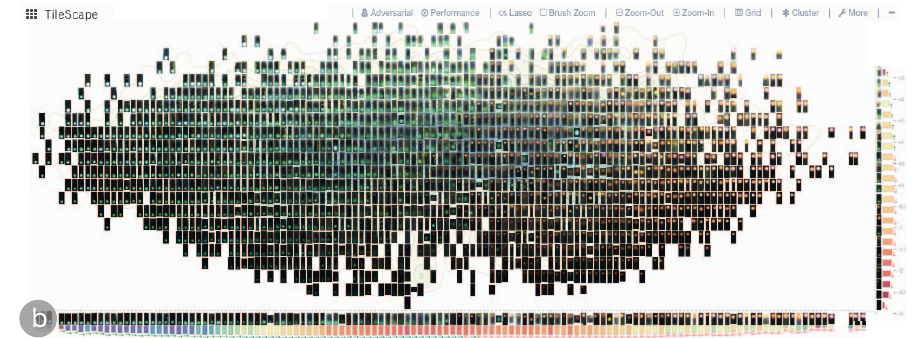 TileScape
| Adversarial Performance | Lasso Brush Zoom | Zoom-Out Zoom-In | Grid | Cluster | More | −
b